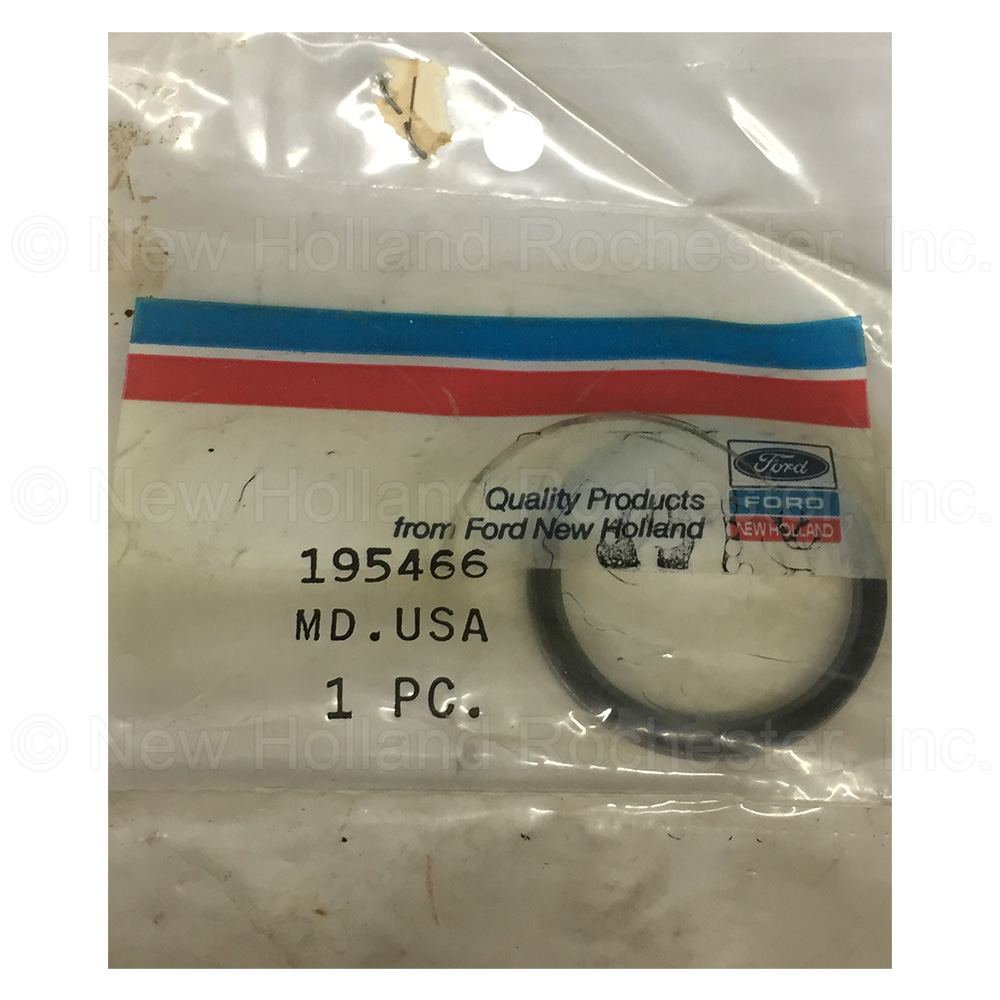 © New Holland Rochester, Inc.
Quality Products
from Ford New Holland
Ford
FORD
NEW HOLLAND
© New Holland Rochester, Inc.
195466
MD.USA
1 PC.
© New Holland Rochester, Inc.